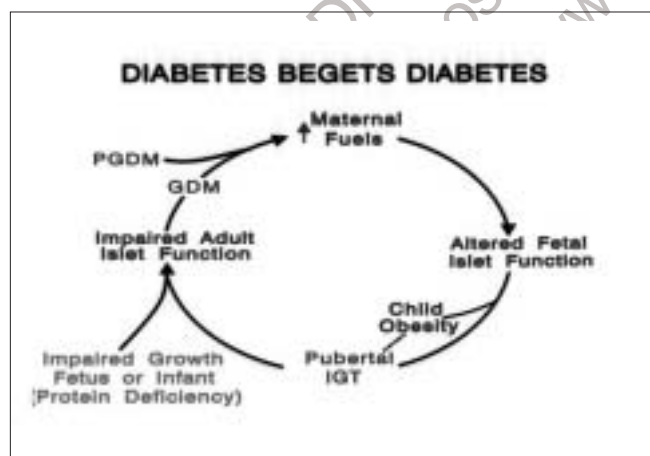 DIABETES BEGETS DIABETES
↑ Maternal
Fuels
PGDM
GDM
Impaired Adult
Islet Function
Altered Fetal
Islet Function
Child
Obesity
Pubertal
IGT
Impaired Growth
Fetus or Infant
(Protein Deficiency)